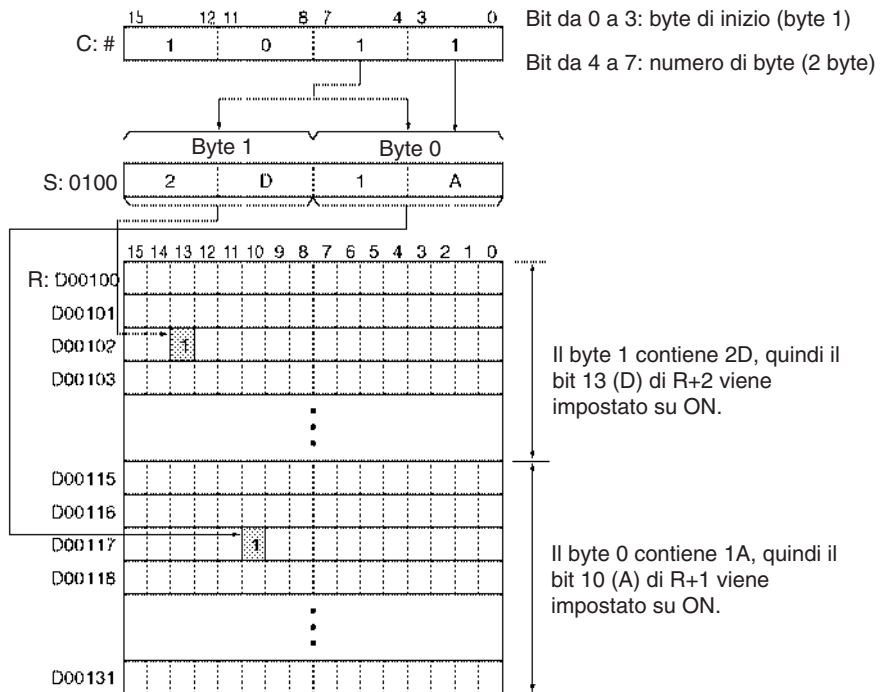 15 12 11 8 7 4 3 0
C: # 1 0 1 1
Bit da 0 a 3: byte di inizio (byte 1)
Bit da 4 a 7: numero di byte (2 byte)
Byte 1 Byte 0
S: 0100 2 D 1 A
15 14 13 12 11 10 9 8 7 6 5 4 3 2 1 0
R: D00100
D00101
D00102 1
D00103
Il byte 1 contiene 2D, quindi il
bit 13 (D) di R+2 viene
impostato su ON.
D00115
D00116
D00117 1
D00118
Il byte 0 contiene 1A, quindi il
bit 10 (A) di R+1 viene
impostato su ON.
D00131